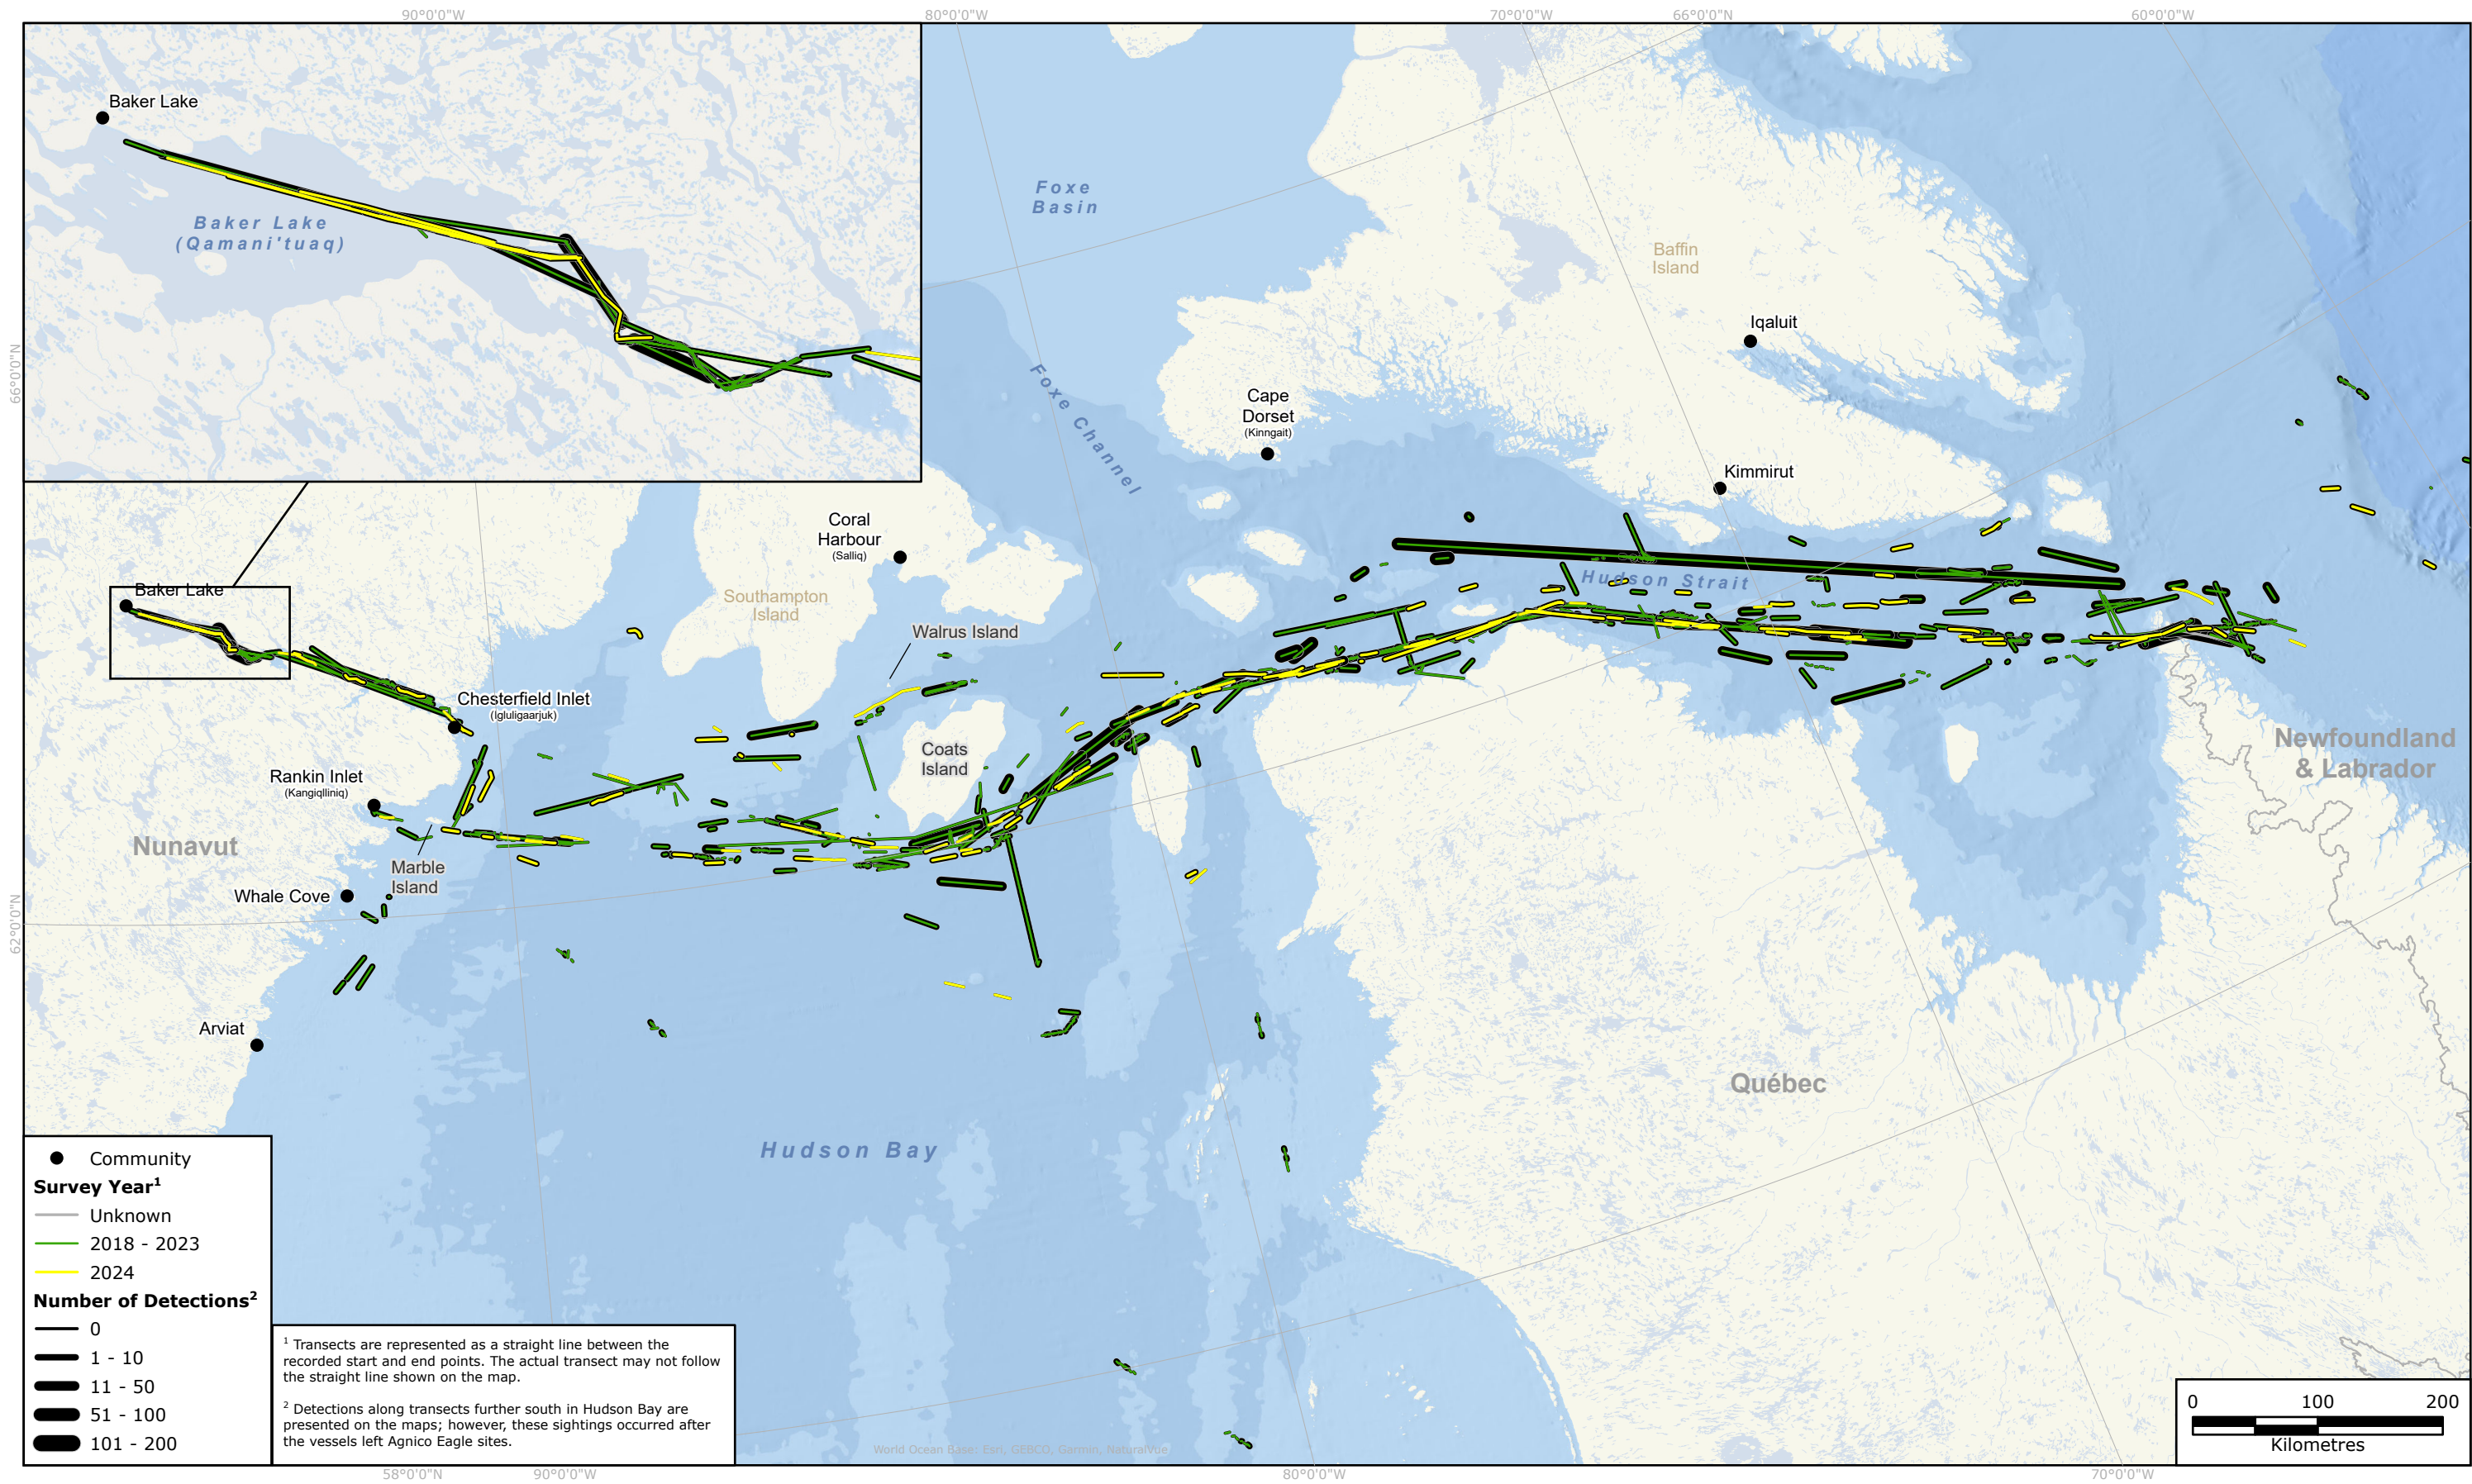 90°0'0"W
80°0'0"W
70°0'0"W
66°0'0"N
60°0'0"W
Baker Lake
Baker Lake
(Qamani'tuaq)
66°0'0"N
62°0'0"N
Foxe
Basin
Foxe Channel
Baffin
Island
Iqaluit
Cape
Dorset
(Kinngait)
Kimmirut
Hudson Strait
Coral
Harbour
(Salliq)
Southampton
Island
Walrus Island
Coats
Island
Baker Lake
Chesterfield Inlet
(Igluligaarjuk)
Rankin Inlet
(Kangiqlliniq)
Nunavut
Marble
Island
Whale Cove
Arviat
Hudson Bay
Québec
Newfoundland
& Labrador
Community
Survey Year1
Unknown
2018 - 2023
2024
Number of Detections2
0
1 - 10
11 - 50
51 - 100
101 - 200
1 Transects are represented as a straight line between the
recorded start and end points. The actual transect may not follow
the straight line shown on the map.
2 Detections along transects further south in Hudson Bay are
presented on the maps; however, these sightings occurred after
the vessels left Agnico Eagle sites.
World Ocean Base: Esri, GEBCO, Garmin, NaturalVue
0 100 200
Kilometres
58°0'0"N
90°0'0"W
80°0'0"W
70°0'0"W